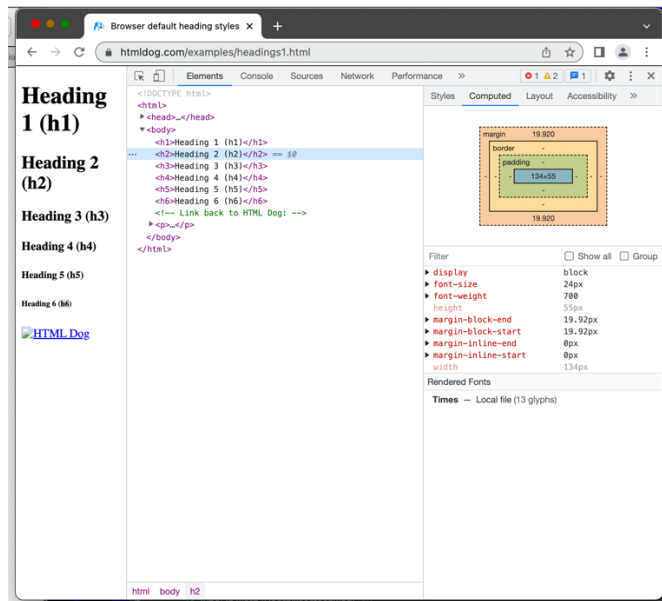 Browser default heading styles
htmldog.com/examples/headings1.html
Heading
1 (h1)
Heading 2
(h2)
Heading 3 (h3)
Heading 4 (h4)
Heading 5 (h5)
Heading 6 (h6)
HTML Dog
Elements Console Sources Network Performance »
1 2 1
<!DOCTYPE html>
<html>
<head>…</head>
<body>
<h1>Heading 1 (h1)</h1>
… <h2>Heading 2 (h2)</h2> == $0
<h3>Heading 3 (h3)</h3>
<h4>Heading 4 (h4)</h4>
<h5>Heading 5 (h5)</h5>
<h6>Heading 6 (h6)</h6>
<!-- Link back to HTML Dog: -->
<p>…</p>
</body>
</html>
html body h2
Styles Computed Layout Accessibility »
margin 19.920
border -
padding -
- - - 134×55 - - -
-
-
19.920
Filter Show all Group
display block
font-size 24px
font-weight 700
height 55px
margin-block-end 19.92px
margin-block-start 19.92px
margin-inline-end 0px
margin-inline-start 0px
width 134px
Rendered Fonts
Times — Local file (13 glyphs)